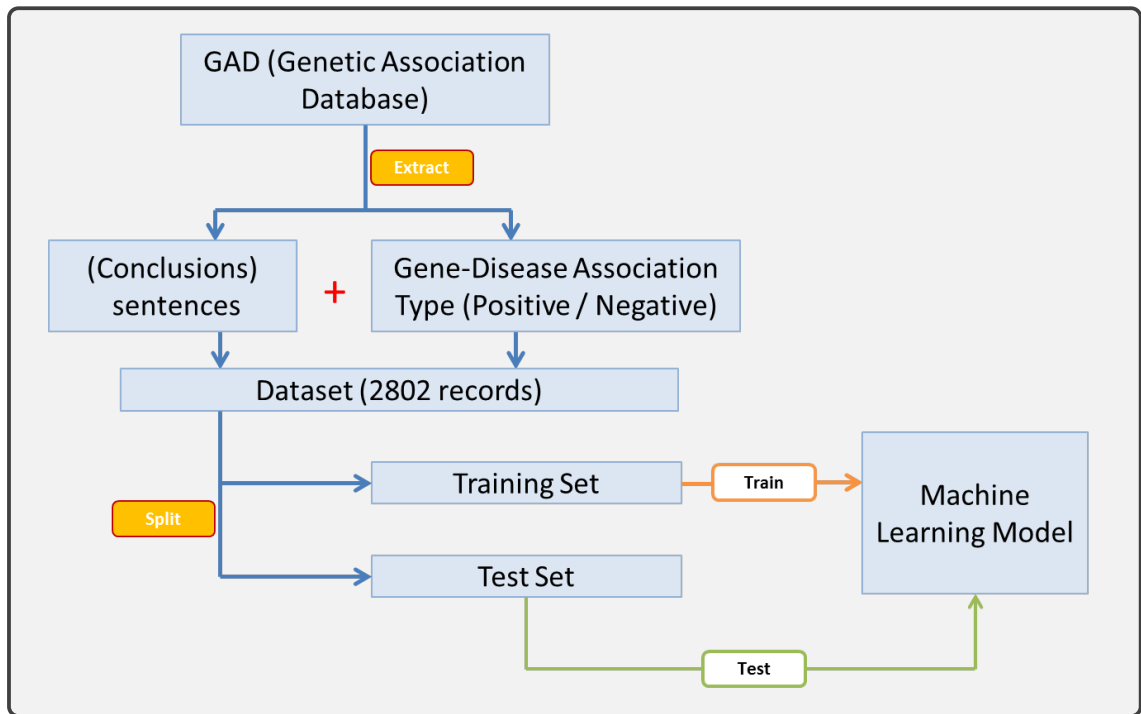 GAD (Genetic Association
Database)
Extract
(Conclusions)
sentences
+
Gene-Disease Association
Type (Positive / Negative)
Dataset (2802 records)
Training Set
Train
Machine
Learning Model
Split
Test Set
Test